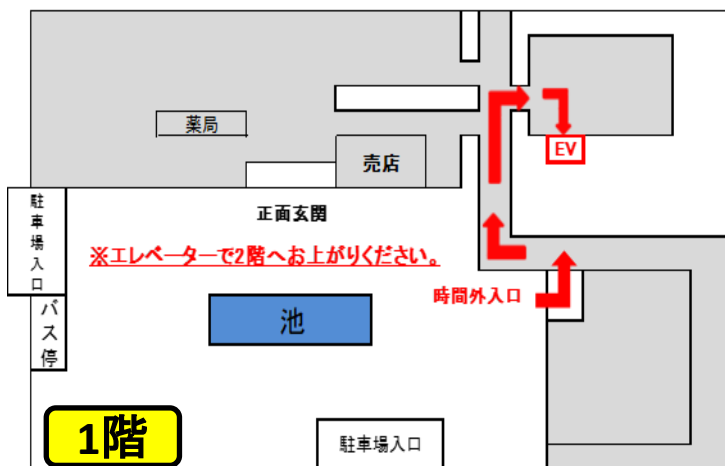 薬局
売店
EV
駐車場入口
正面玄関
※エレベーターで2階へお上がりください。
時間外入口
バス停
池
1階
駐車場入口